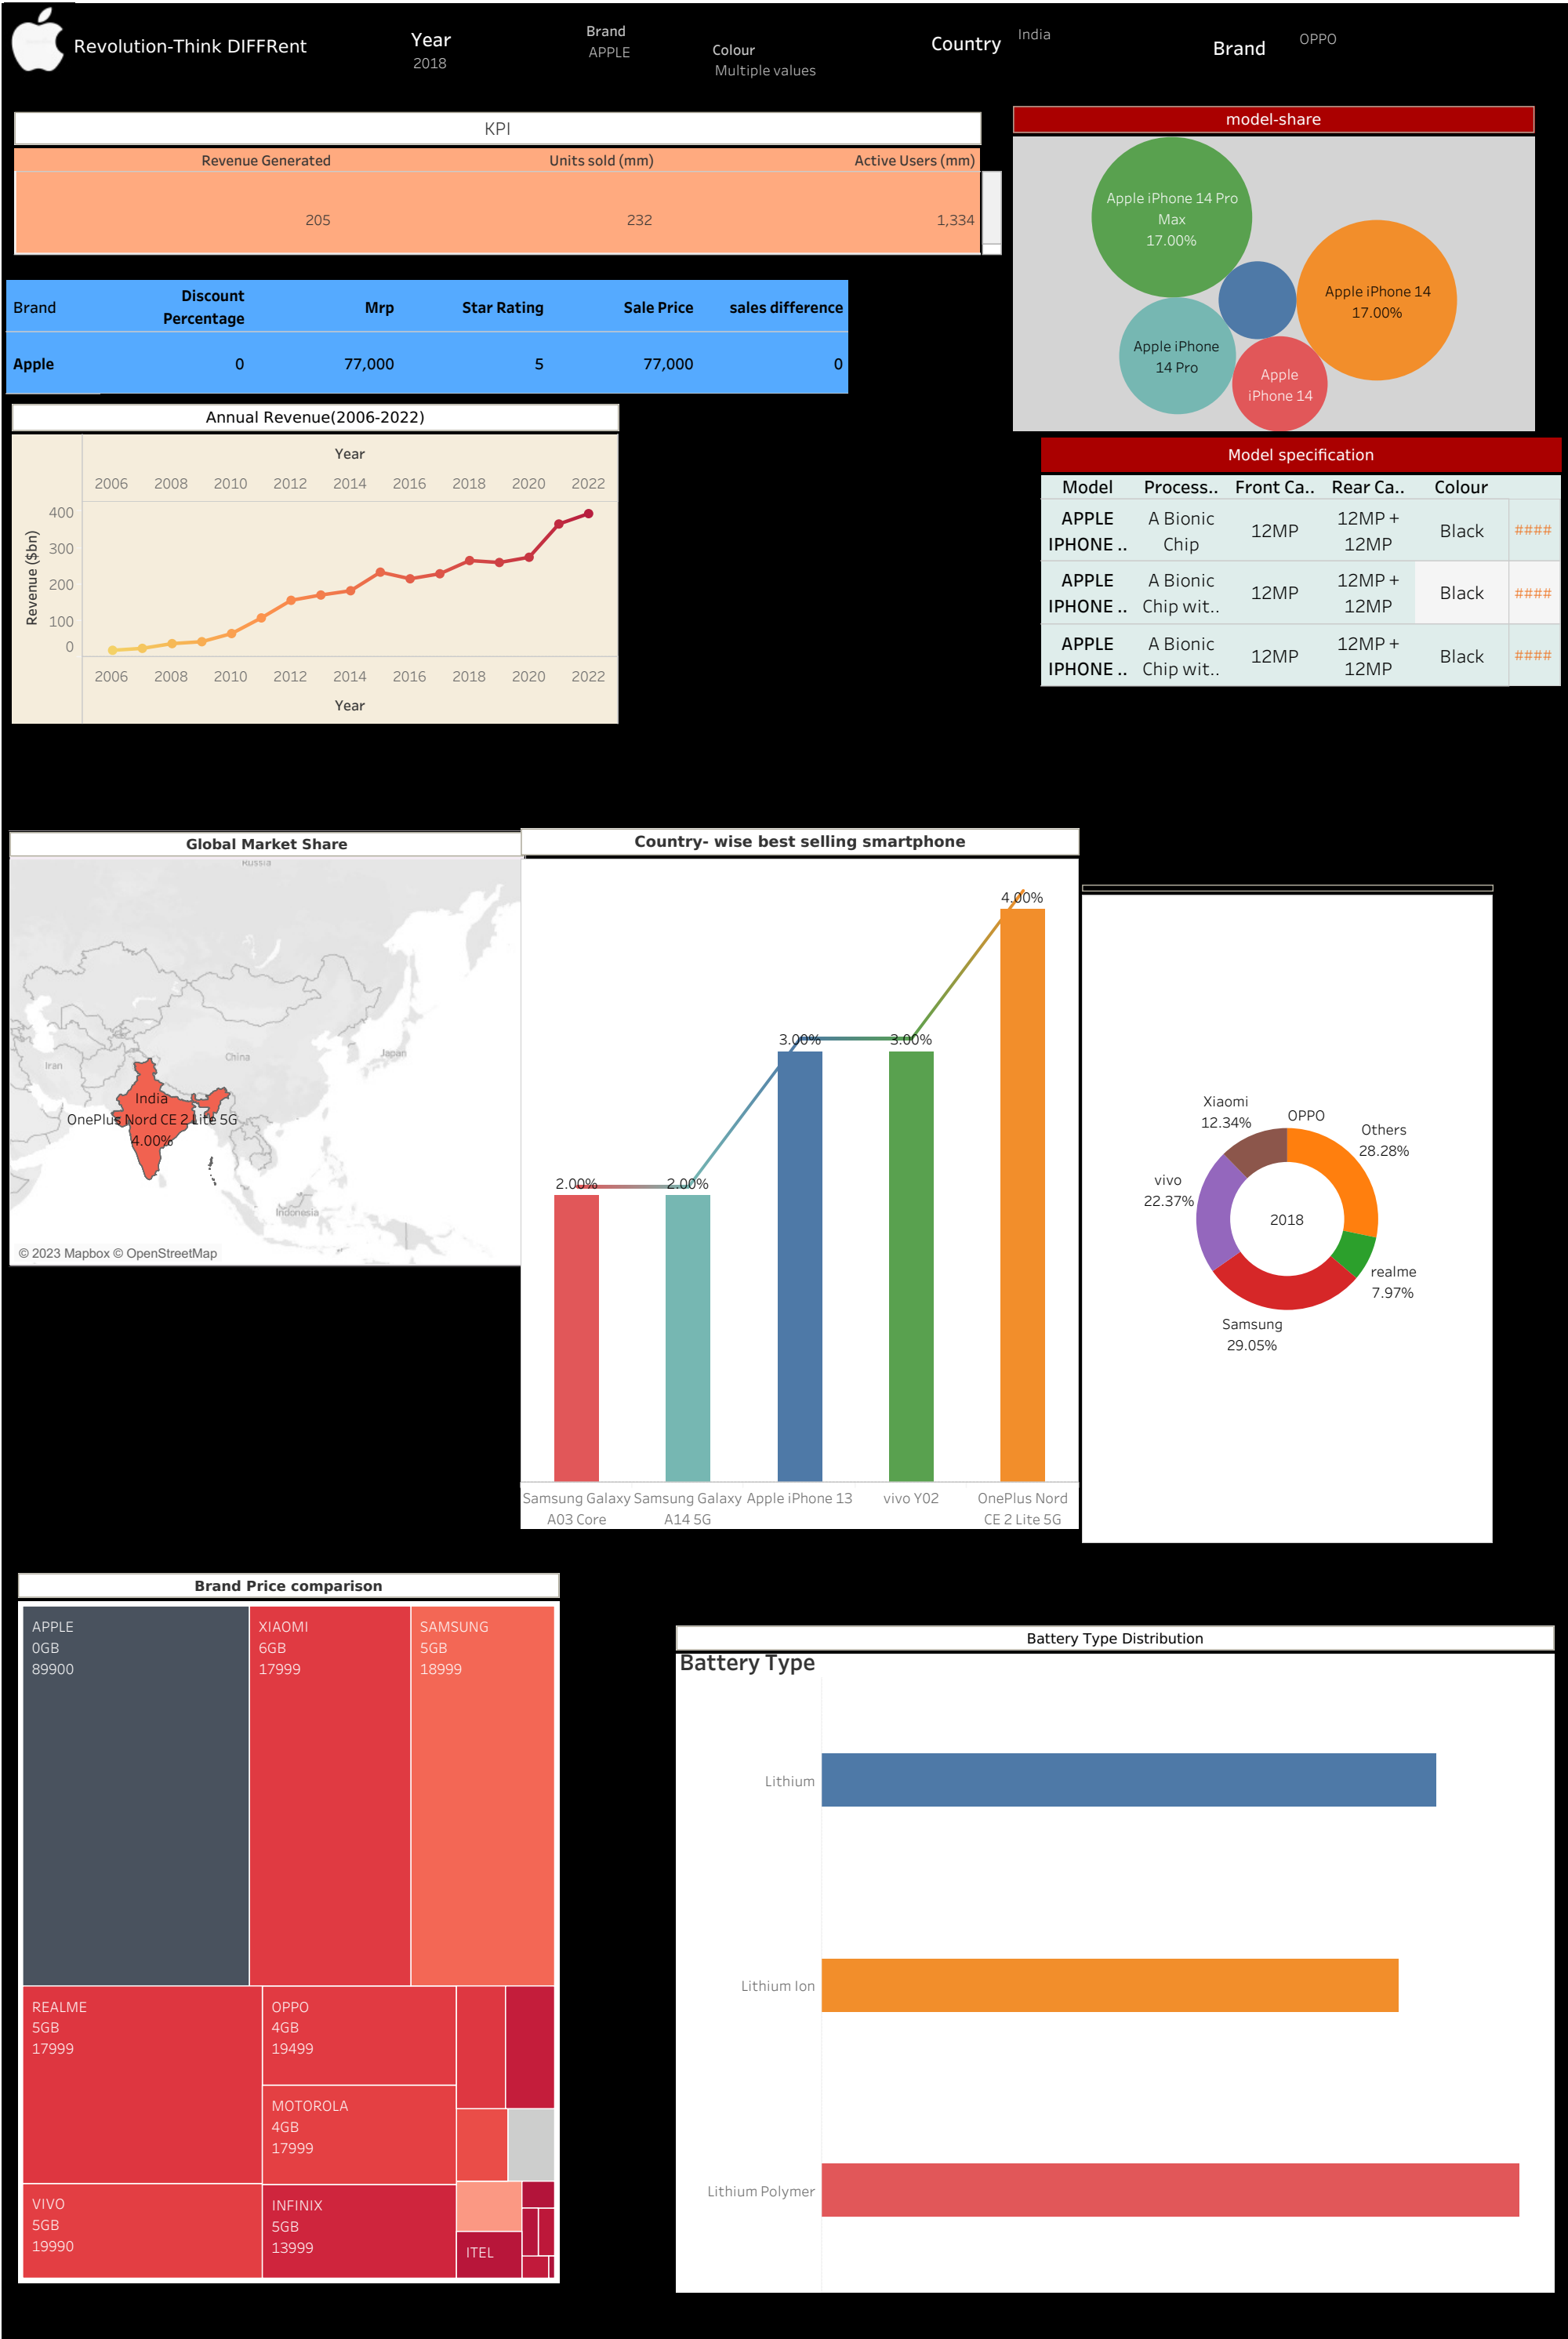 Revolution-Think DIFFRent
Year
2018
Brand
APPLE
Colour
Multiple values
Country
India
Brand
OPPO
KPI
Revenue Generated Units sold (mm) Active Users (mm)
205 232 1,334
model-share
Apple iPhone 14 Pro
Max
17.00%
Apple iPhone 14
17.00%
Apple iPhone
14 Pro
Apple
iPhone 14
Brand Discount Percentage Mrp Star Rating Sale Price sales difference
Apple 0 77,000 5 77,000 0
Annual Revenue(2006-2022)
Year
2006 2008 2010 2012 2014 2016 2018 2020 2022
Revenue ($bn)
400
300
200
100
0
2006 2008 2010 2012 2014 2016 2018 2020 2022
Year
Model specification
Model Process.. Front Ca.. Rear Ca.. Colour
APPLE A Bionic 12MP 12MP + Black ####
IPHONE .. Chip 12MP
APPLE A Bionic 12MP 12MP + Black ####
IPHONE .. Chip wit.. 12MP
APPLE A Bionic 12MP 12MP + Black ####
IPHONE .. Chip wit.. 12MP
Global Market Share
Russia
China
Japan
Iran
India
OnePlus Nord CE 2 Lite 5G
4.00%
Indonesia
© 2023 Mapbox © OpenStreetMap
Country- wise best selling smartphone
4.00%
3.00% 3.00%
2.00% 2.00%
Samsung Galaxy Samsung Galaxy Apple iPhone 13 vivo Y02 OnePlus Nord
A03 Core A14 5G CE 2 Lite 5G
Xiaomi
12.34%
OPPO
Others
28.28%
vivo
22.37%
2018
realme
7.97%
Samsung
29.05%
Brand Price comparison
APPLE
0GB
89900
XIAOMI
6GB
17999
SAMSUNG
5GB
18999
REALME
5GB
17999
OPPO
4GB
19499
MOTOROLA
4GB
17999
VIVO
5GB
19990
INFINIX
5GB
13999
ITEL
Battery Type Distribution
Battery Type
Lithium
Lithium Ion
Lithium Polymer